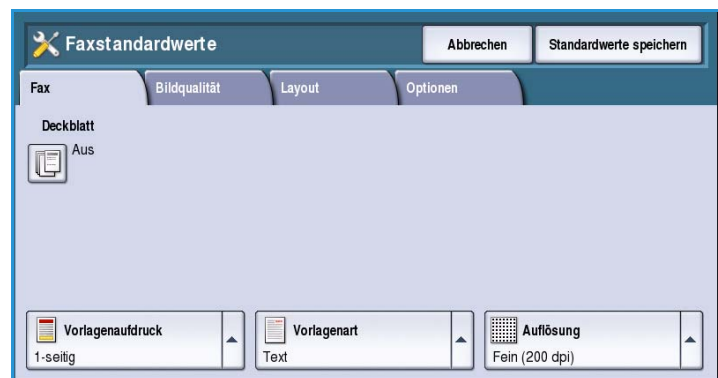 Faxstandardwerte
Abbrechen
Standardwerte speichern
Fax
Bildqualität
Layout
Optionen
Deckblatt
Aus
Vorlagenaufdruck
1-seitig
Vorlagenart
Text
Auflösung
Fein (200 dpi)